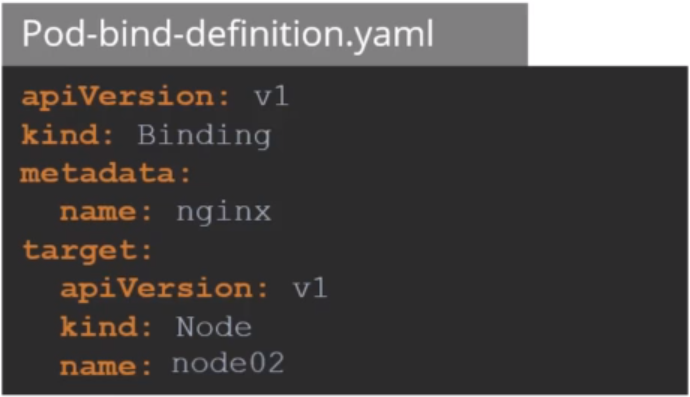 Pod-bind-definition.yaml
apiVersion: v1
kind: Binding
metadata:
  name: nginx
target:
  apiVersion: v1
  kind: Node
  name: node02